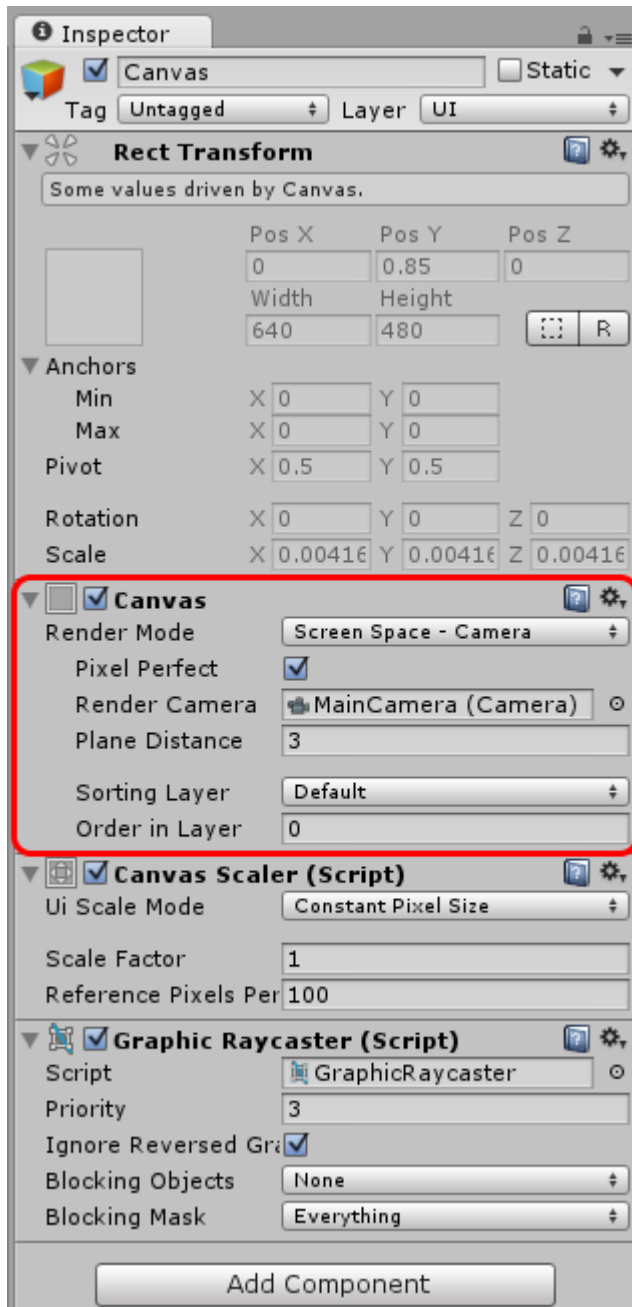 Inspector
Canvas Static
Tag Untagged Layer UI
Rect Transform
Some values driven by Canvas.
Pos X Pos Y Pos Z
0 0.85 0
Width Height
640 480 R
Anchors
Min X 0 Y 0
Max X 0 Y 0
Pivot X 0.5 Y 0.5
Rotation X 0 Y 0 Z 0
Scale X 0.00416 Y 0.00416 Z 0.00416
Canvas
Render Mode Screen Space - Camera
Pixel Perfect
Render Camera MainCamera (Camera)
Plane Distance 3
Sorting Layer Default
Order in Layer 0
Canvas Scaler (Script)
Ui Scale Mode Constant Pixel Size
Scale Factor 1
Reference Pixels Per 100
Graphic Raycaster (Script)
Script GraphicRaycaster
Priority 3
Ignore Reversed Gra
Blocking Objects None
Blocking Mask Everything
Add Component